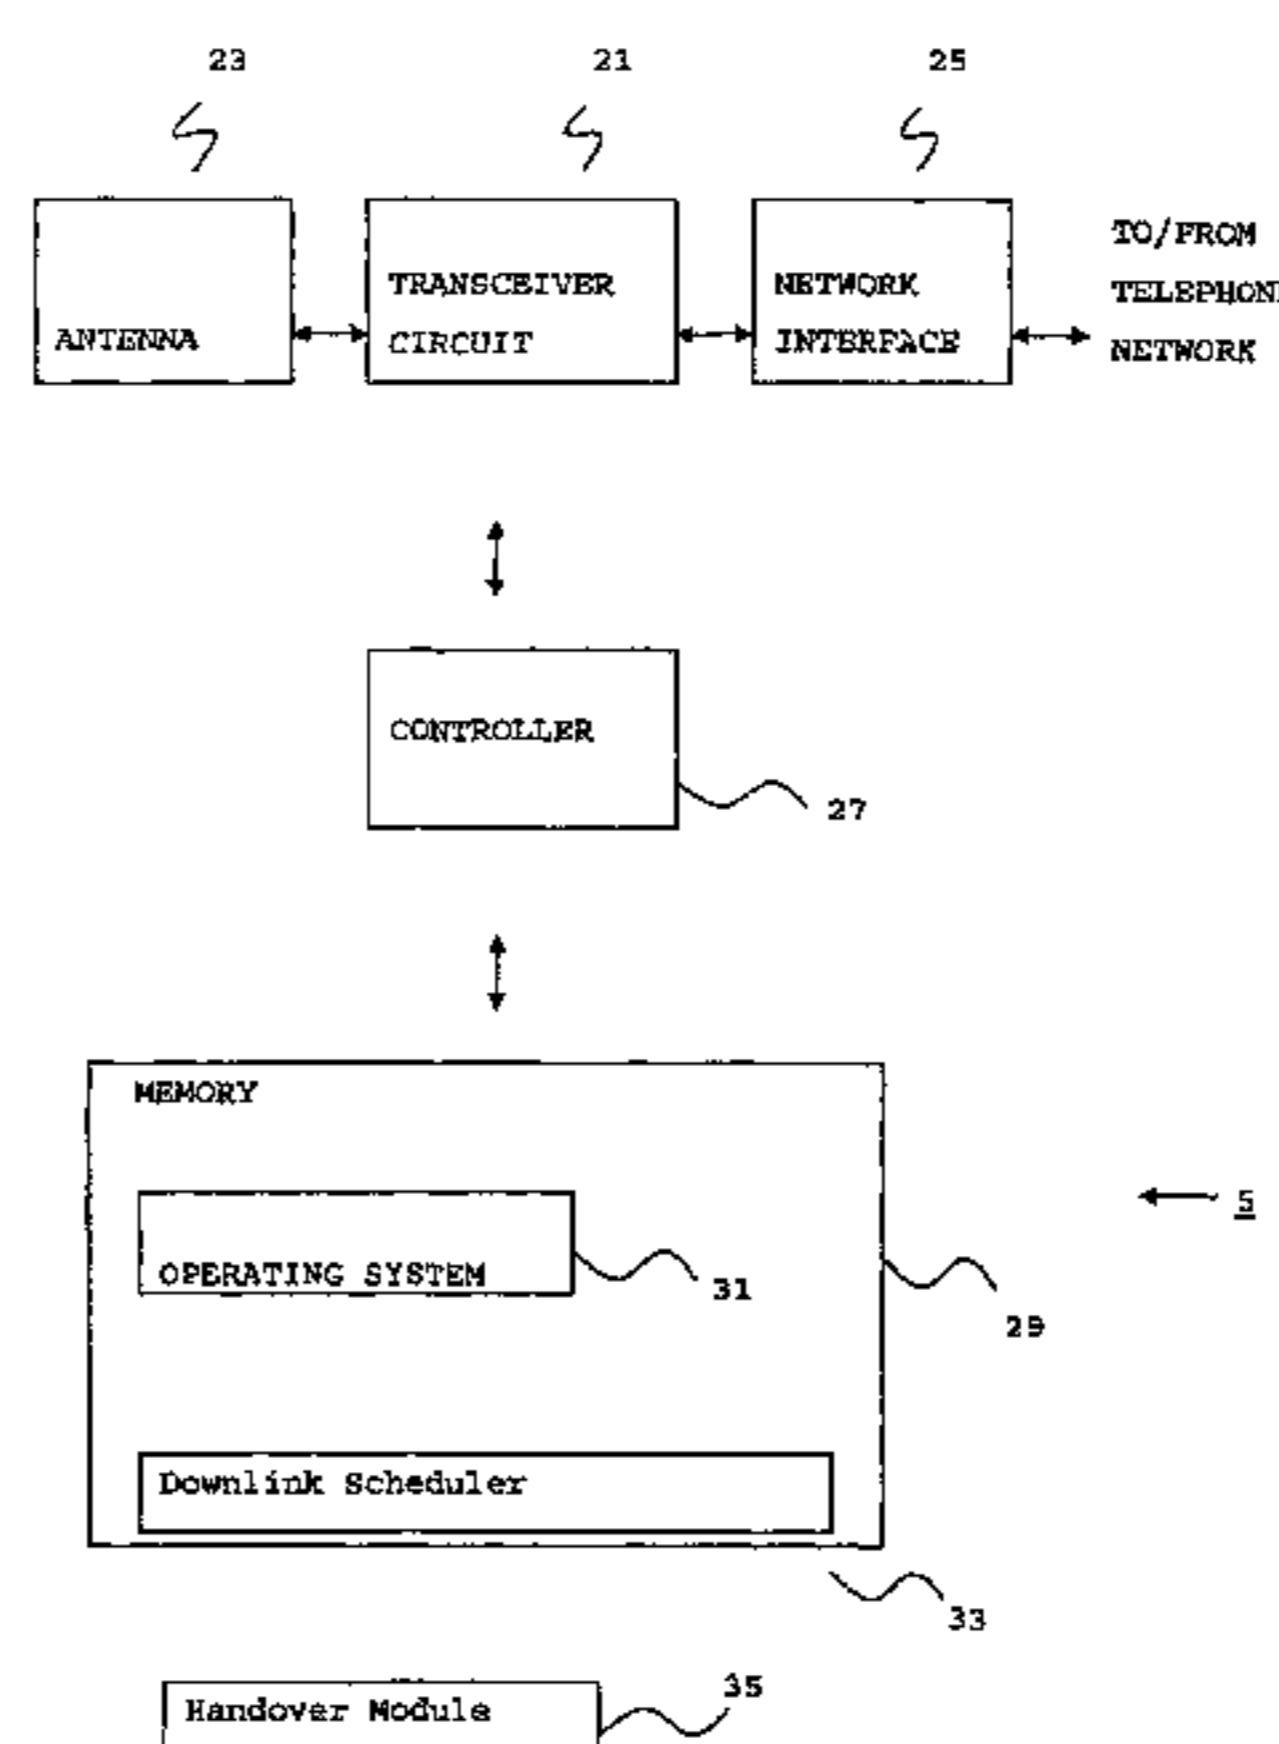 23
21
25
ANTENNA
TRANSCEIVER
CIRCUIT
NETWORK
INTERFACE
TO/FROM
TELEPHONE
NETWORK
CONTROLLER
27
MEMORY
OPERATING SYSTEM
31
5
29
Downlink Scheduler
33
Handover Module
35